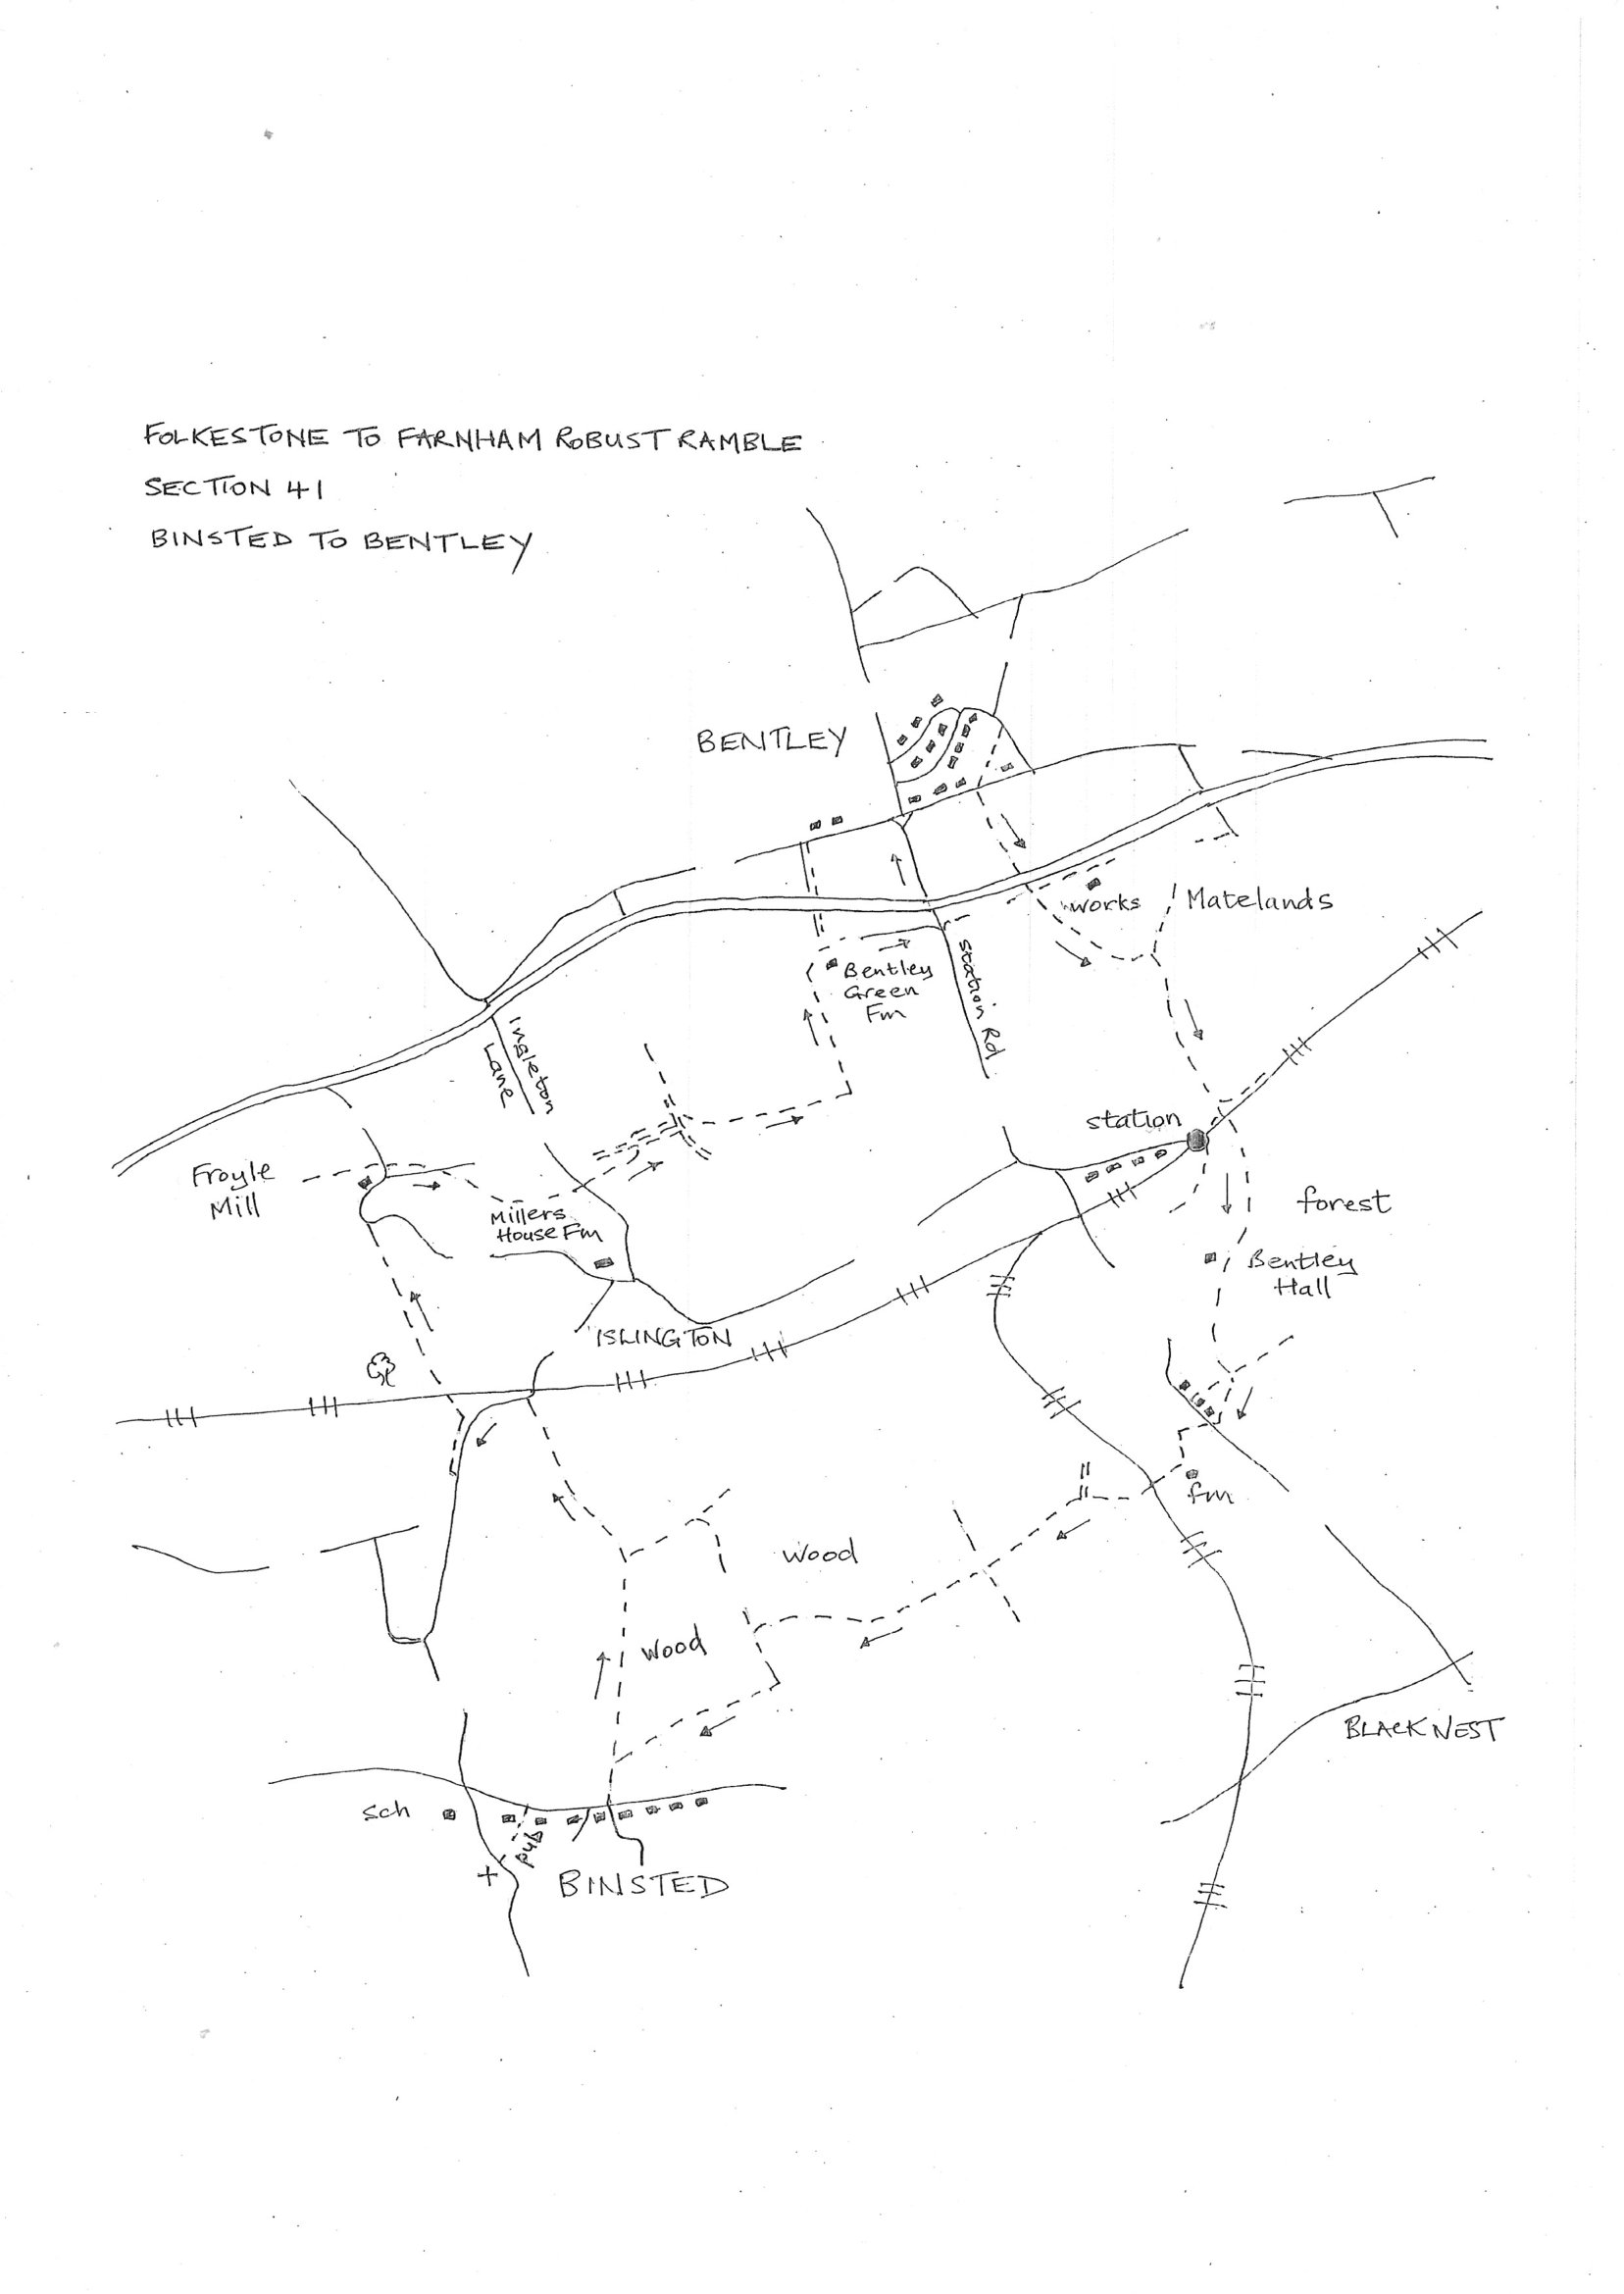 FOLKESTONE TO FARNHAM ROBUST RAMBLE
SECTION 41
BINSTED TO BENTLEY
BENTLEY
works
Matelands
Bentley
Green
Fm
Station Rd
Ingleton
Lane
station
Froyle
Mill
Millers
House Fm
forest
Bentley
Hall
ISLINGTON
fm
Wood
Wood
BLACKNEST
Sch
pub
BINSTED